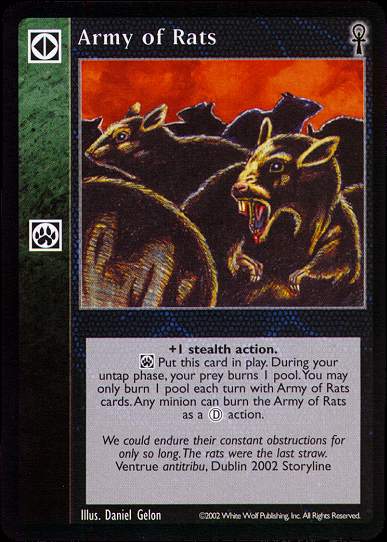 Army of Rats
+1 stealth action.
Put this card in play. During your
untap phase, your prey burns 1 pool. You may
only burn 1 pool each turn with Army of Rats
cards. Any minion can burn the Army of Rats
as a Ⓓ action.
We could endure their constant obstructions for
only so long. The rats were the last straw.
Ventrue antitribu, Dublin 2002 Storyline
Illus. Daniel Gelon
©2002 White Wolf Publishing, Inc. All Rights Reserved.